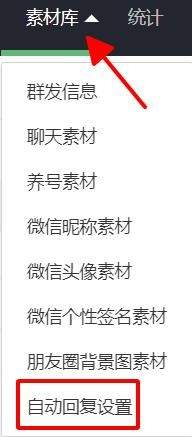 素材库 统计
群发信息
聊天素材
养号素材
微信昵称素材
微信头像素材
微信个性签名素材
朋友圈背景图素材
自动回复设置